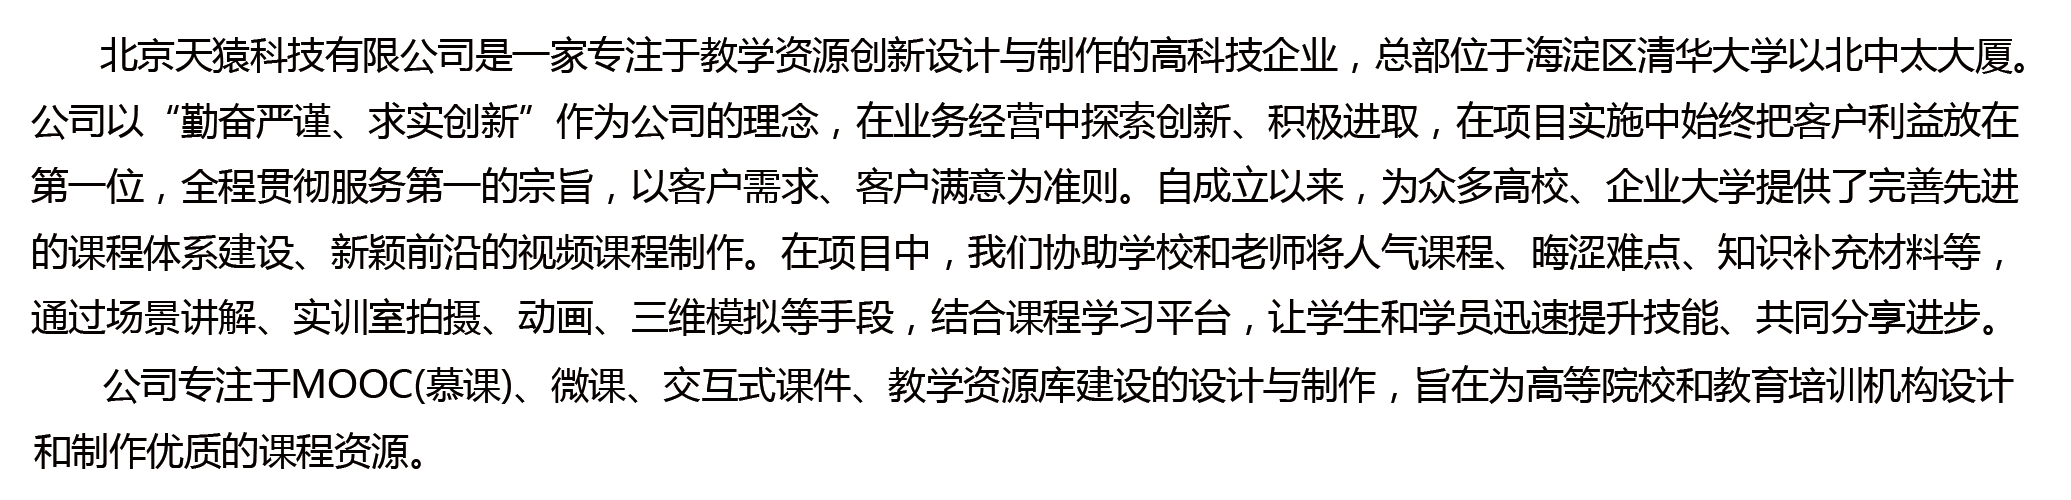 北京天猿科技有限公司是一家专注于教学资源创新设计与制作的高科技企业，总部位于海淀区清华大学以北中太大厦。
公司以“勤奋严谨、求实创新”作为公司的理念，在业务经营中探索创新、积极进取，在项目实施中始终把客户利益放在
第一位，全程贯彻服务第一的宗旨，以客户需求、客户满意为准则。自成立以来，为众多高校、企业大学提供了完善先进
的课程体系建设、新颖前沿的视频课程制作。在项目中，我们协助学校和老师将人气课程、晦涩难点、知识补充材料等，
通过场景讲解、实训室拍摄、动画、三维模拟等手段，结合课程学习平台，让学生和学员迅速提升技能、共同分享进步。
公司专注于MOOC(慕课)、微课、交互式课件、教学资源库建设的设计与制作，旨在为高等院校和教育培训机构设计
和制作优质的课程资源。